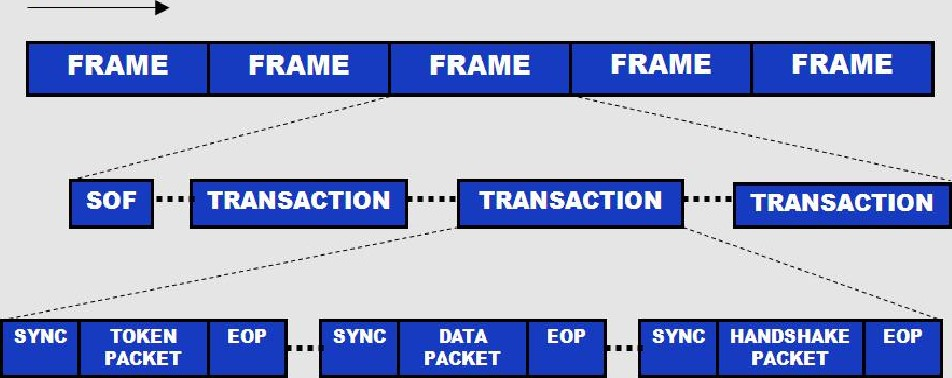 FRAME FRAME FRAME FRAME FRAME
SOF TRANSACTION TRANSACTION TRANSACTION
SYNC TOKEN PACKET EOP SYNC DATA PACKET EOP SYNC HANDSHAKE PACKET EOP